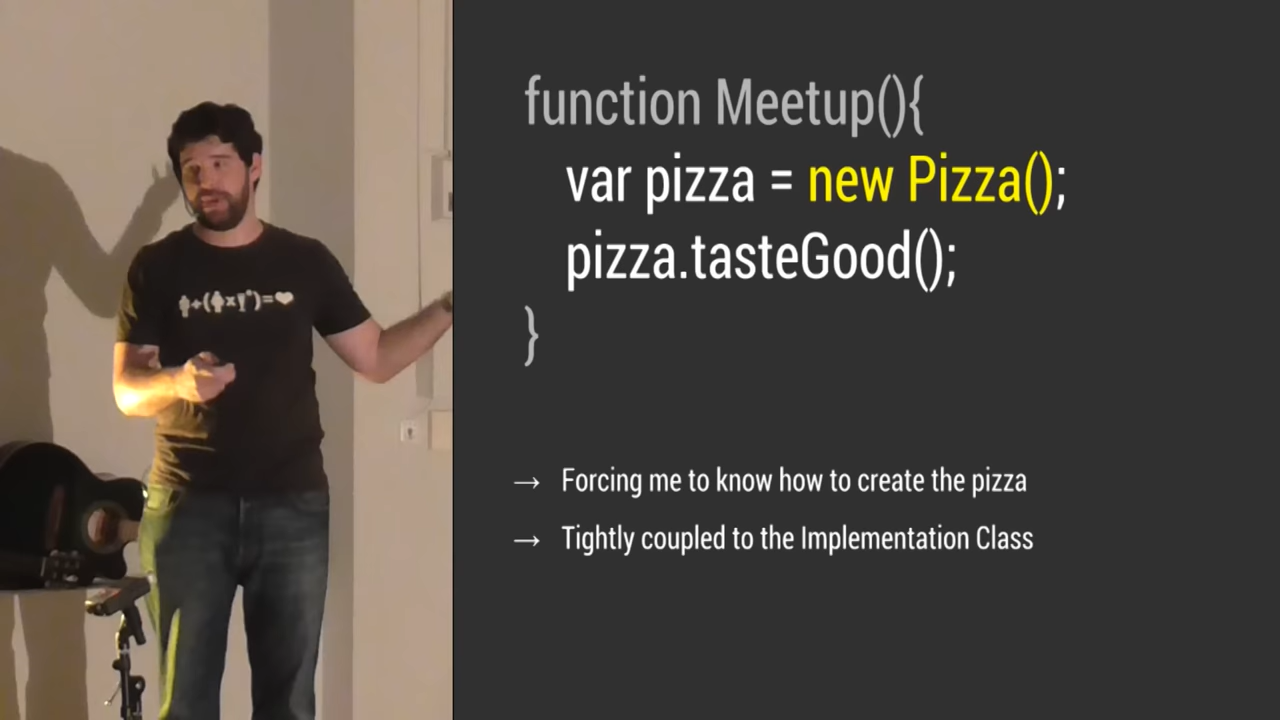 function Meetup(){
var pizza = new Pizza();
pizza.tasteGood();
}
→ Forcing me to know how to create the pizza
→ Tightly coupled to the Implementation Class